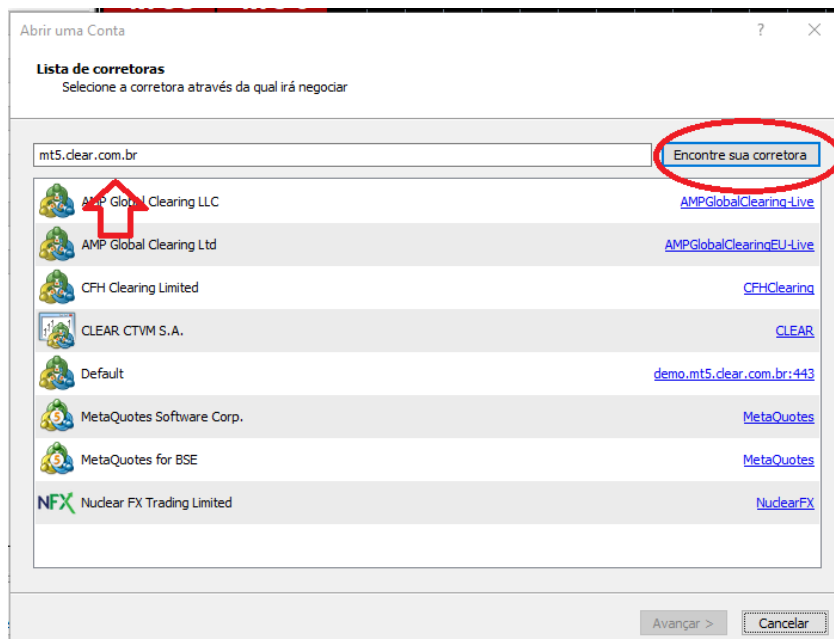 Abrir uma Conta ?
Lista de corretoras
Selecione a corretora através da qual irá negociar
mt5.clear.com.br Encontre sua corretora
AMP Global Clearing LLC AMPGlobalClearing-Live
AMP Global Clearing Ltd AMPGlobalClearingEU-Live
CFH Clearing Limited CFHClearing
CLEAR CTVM S.A. CLEAR
Default demo.mt5.clear.com.br:443
MetaQuotes Software Corp. MetaQuotes
MetaQuotes for BSE MetaQuotes
NFX Nuclear FX Trading Limited NuclearFX
Avançar > Cancelar